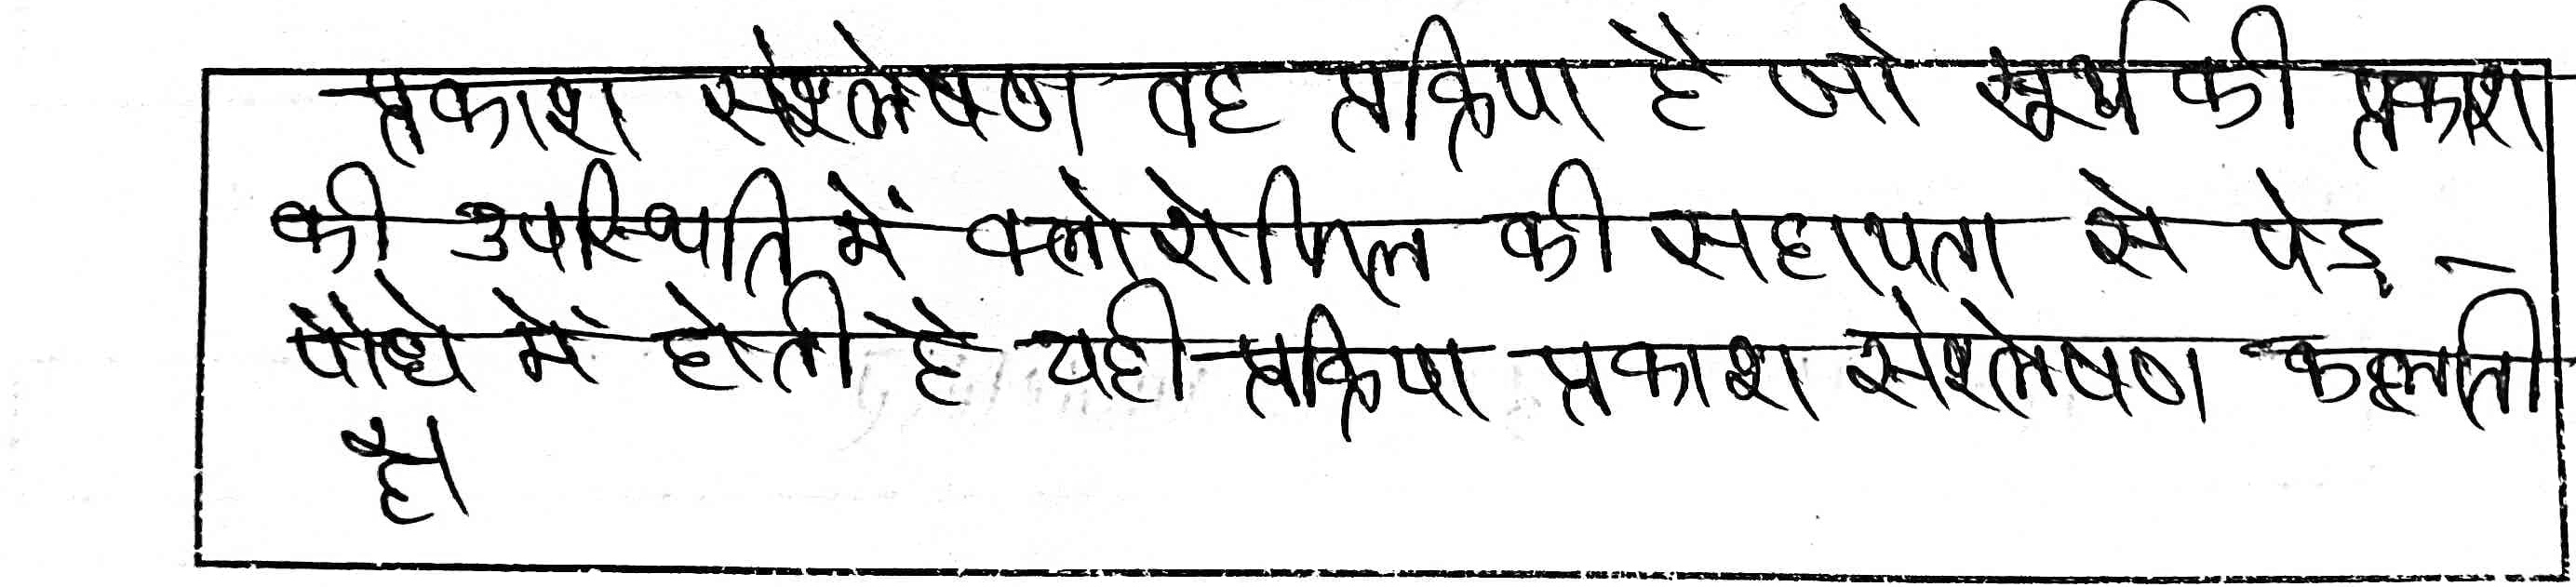 प्रकाश संश्लेषण वह प्रक्रिया है जो सूर्य की प्रकाश
की उपस्थिति में क्लोरोफिल की सहायता से पेड़ -
पौधे में होती है यही प्रक्रिया प्रकाश संश्लेषण कहलाती
है।